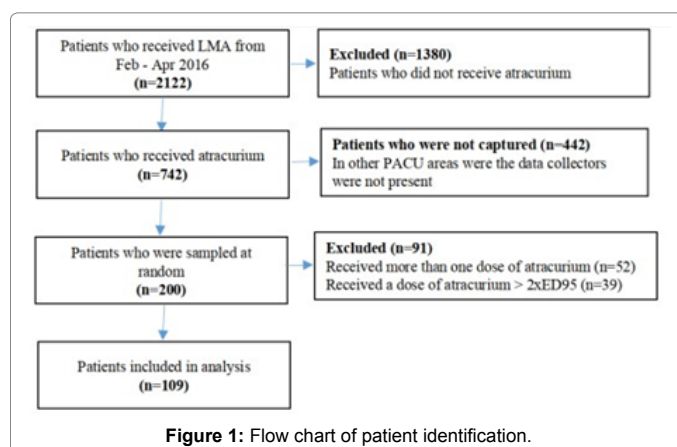 Patients who received LMA from
Feb - Apr 2016
(n=2122)
Excluded (n=1380)
Patients who did not receive atracurium
Patients who received atracurium
(n=742)
Patients who were not captured (n=442)
In other PACU areas were the data collectors
were not present
Patients who were sampled at
random
(n=200)
Excluded (n=91)
Received more than one dose of atracurium (n=52)
Received a dose of atracurium > 2xED95 (n=39)
Patients included in analysis
(n=109)
Figure 1: Flow chart of patient identification.